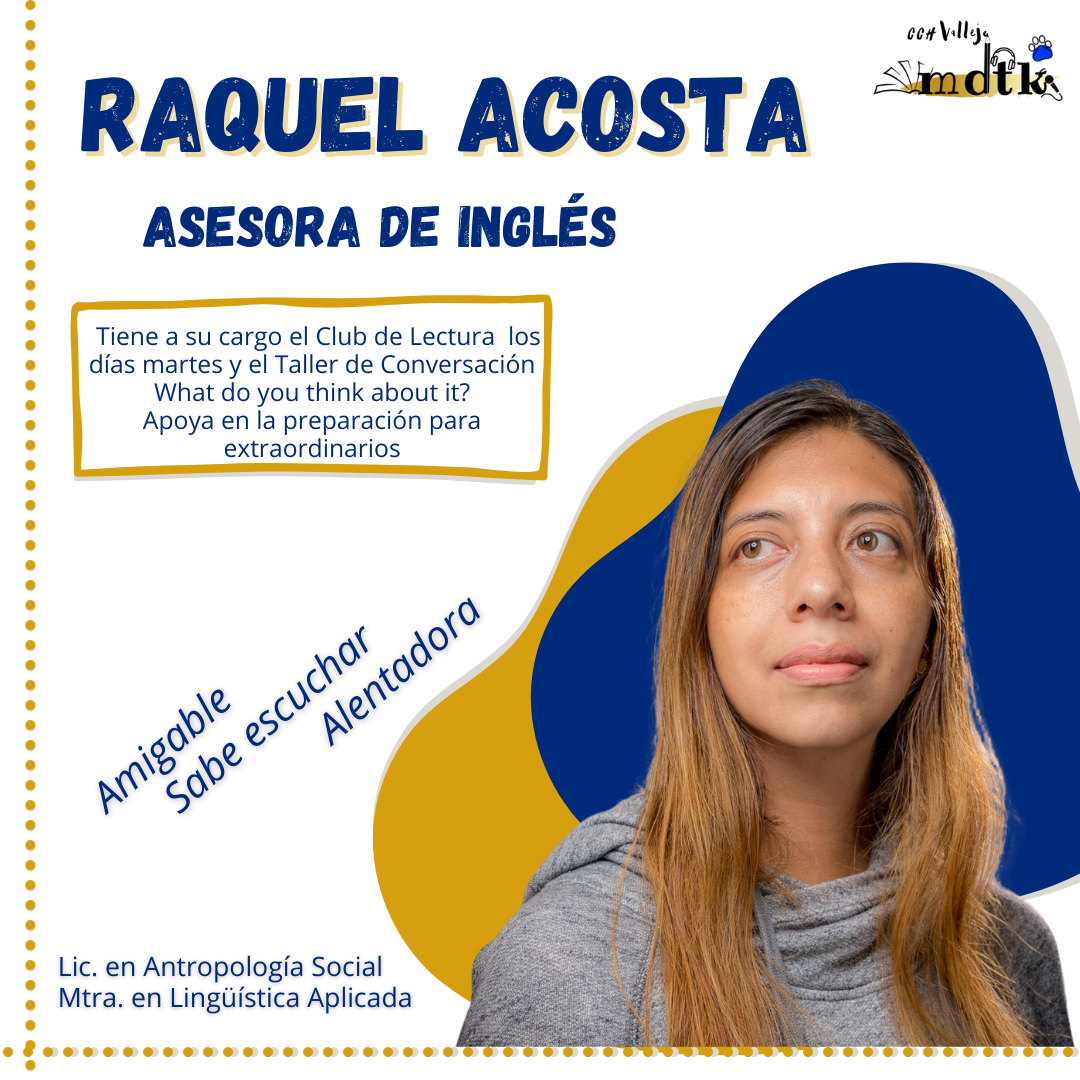 CCH Vallejo
mdtk
RAQUEL ACOSTA
ASESORA DE INGLÉS
Tiene a su cargo el Club de Lectura los
días martes y el Taller de Conversación
What do you think about it?
Apoya en la preparación para
extraordinarios
Amigable
Sabe escuchar
Alentadora
Lic. en Antropología Social
Mtra. en Lingüística Aplicada